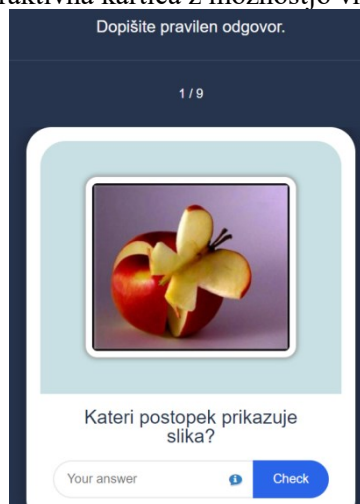 Dopišite pravilen odgovor.
1 / 9
Kateri postopek prikazuje
slika?
Your answer
Check